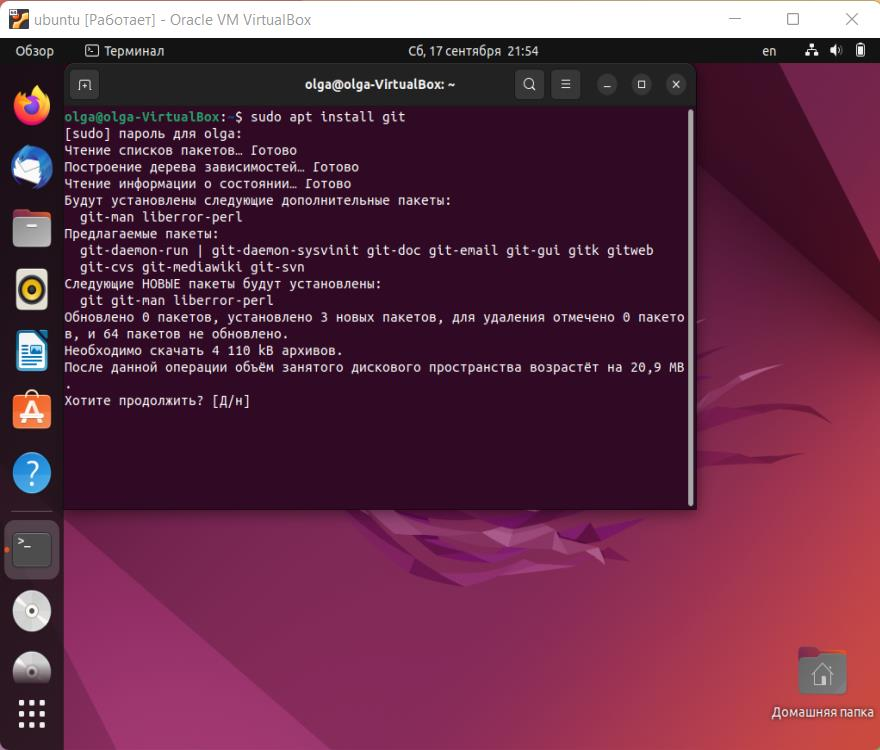 ubuntu [Работает] - Oracle VM VirtualBox
Обзор Терминал Сб, 17 сентября 21:54 en
olga@olga-VirtualBox: ~
olga@olga-VirtualBox:~$ sudo apt install git
[sudo] пароль для olga:
Чтение списков пакетов… Готово
Построение дерева зависимостей… Готово
Чтение информации о состоянии… Готово
Будут установлены следующие дополнительные пакеты:
git-man liberror-perl
Предлагаемые пакеты:
git-daemon-run | git-daemon-sysvinit git-doc git-email git-gui gitk gitweb
git-cvs git-mediawiki git-svn
Следующие НОВЫЕ пакеты будут установлены:
git git-man liberror-perl
Обновлено 0 пакетов, установлено 3 новых пакетов, для удаления отмечено 0 пакето
в, и 64 пакетов не обновлено.
Необходимо скачать 4 110 kB архивов.
После данной операции объём занятого дискового пространства возрастёт на 20,9 MB
.
Хотите продолжить? [Д/н]
Домашняя папка